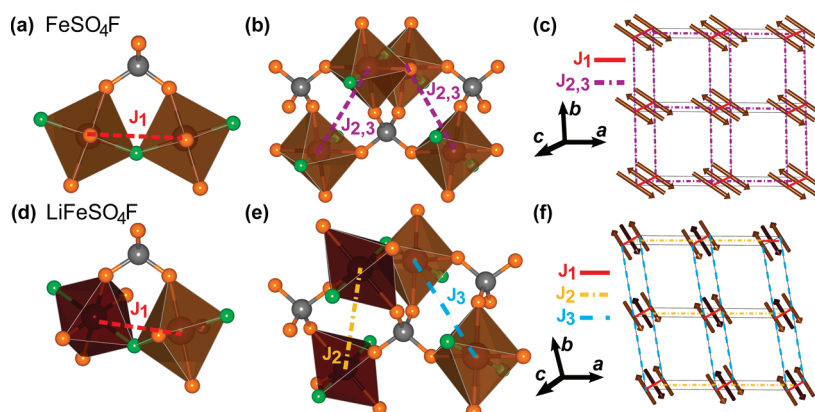 (a) FeSO₄F
J₁
(b)
J₂,₃
J₂,₃
(c)
J₁
J₂,₃
b
c
a
(d) LiFeSO₄F
J₁
(e)
J₂
J₃
(f)
J₁
J₂
J₃
b
c
a